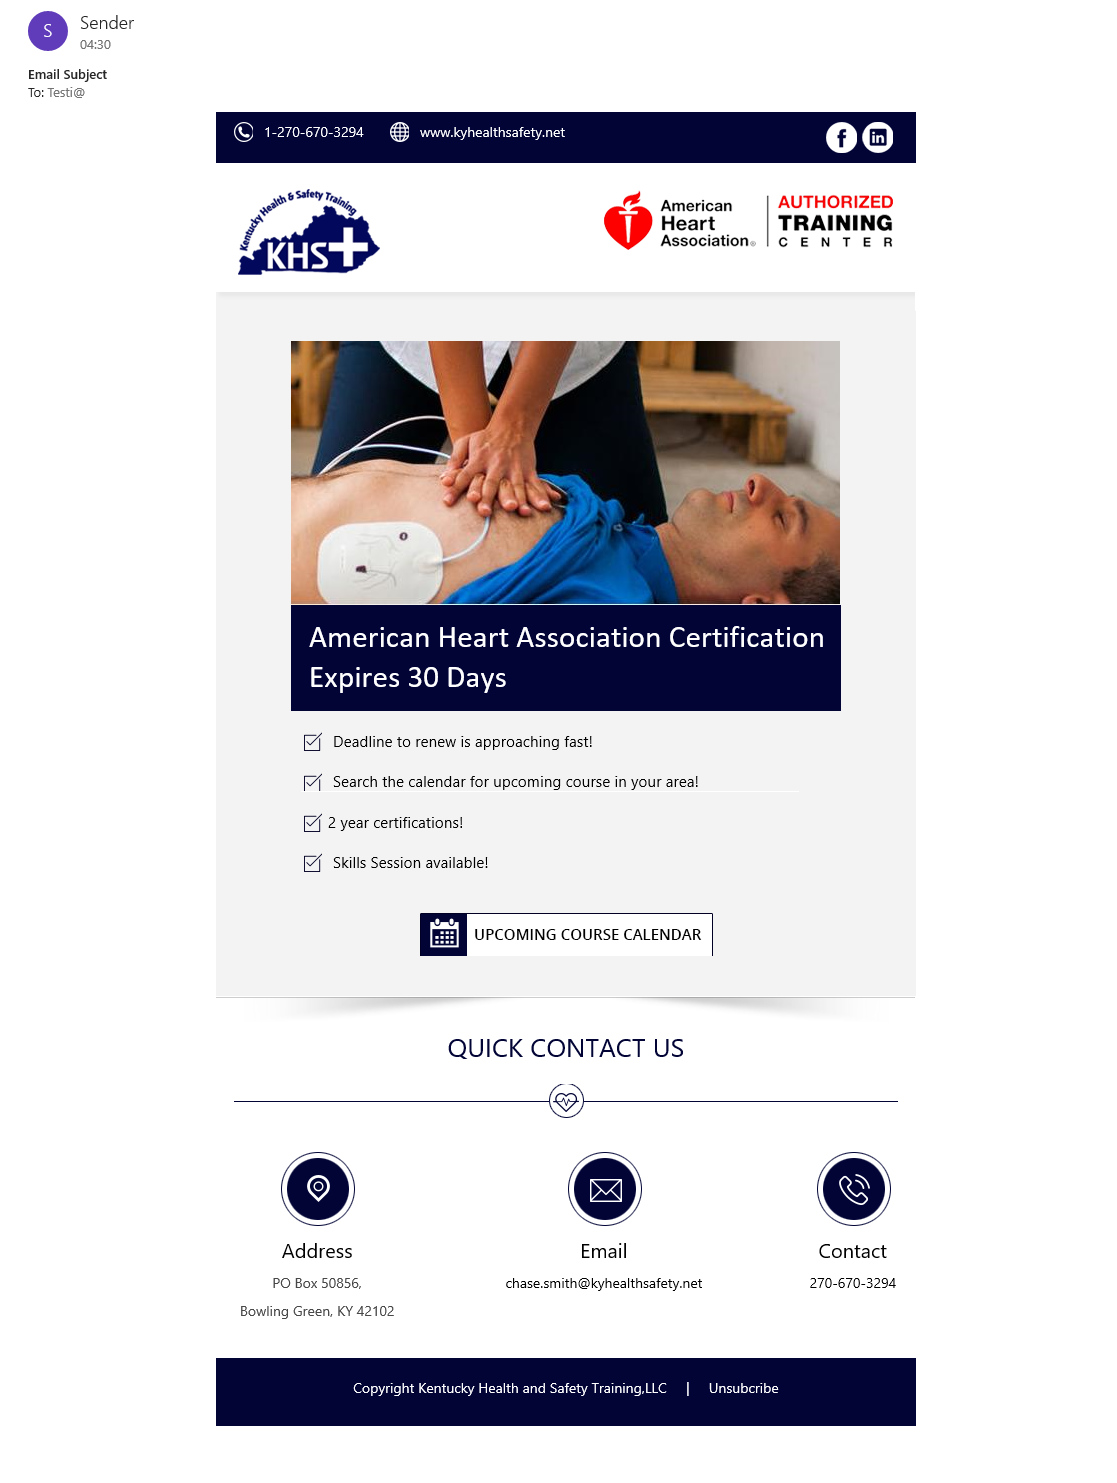 S
Sender
04:30
Email Subject
To: Testi@
1-270-670-3294 www.kyhealthsafety.net
Kentucky Health & Safety Training
KHS
American Heart Association®
AUTHORIZED TRAINING CENTER
American Heart Association Certification
Expires 30 Days
Deadline to renew is approaching fast!
Search the calendar for upcoming course in your area!
2 year certifications!
Skills Session available!
UPCOMING COURSE CALENDAR
QUICK CONTACT US
Address
PO Box 50856,
Bowling Green, KY 42102
Email
chase.smith@kyhealthsafety.net
Contact
270-670-3294
Copyright Kentucky Health and Safety Training,LLC | Unsubcribe